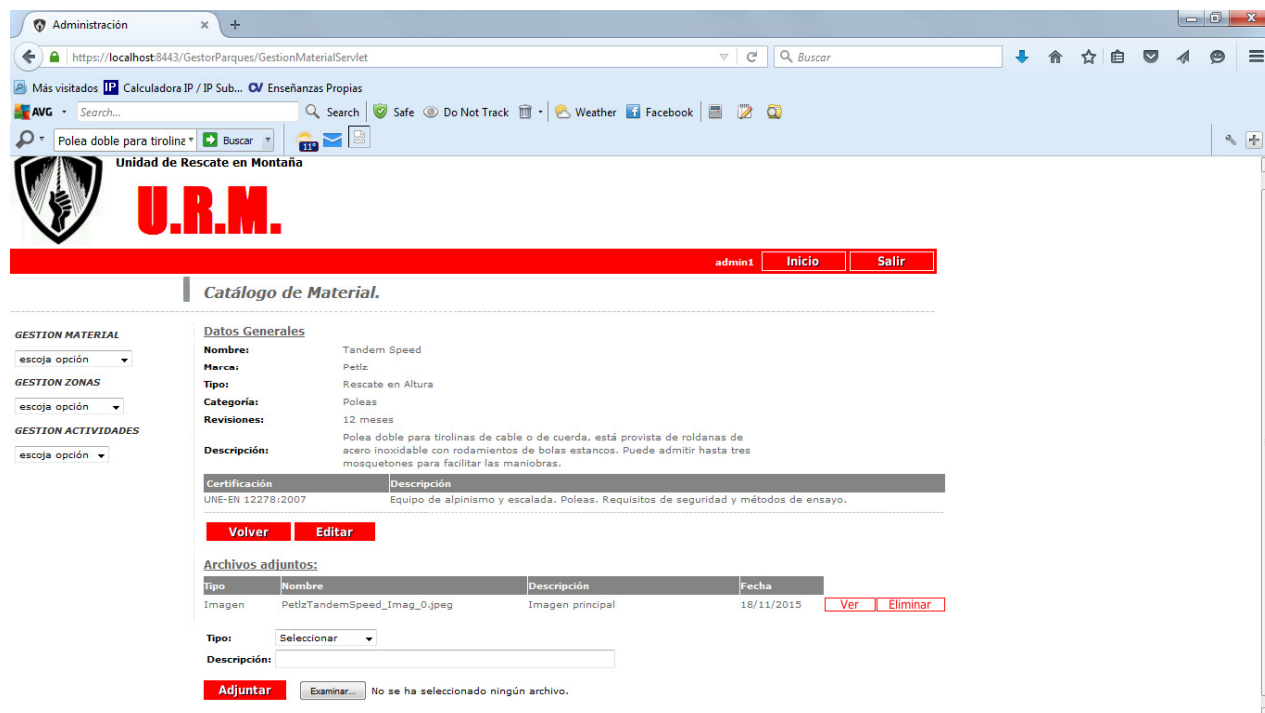 Administración
https://localhost:8443/GestorParques/GestionMaterialServlet
Buscar
Más visitados IP Calculadora IP / IP Sub... CV Enseñanzas Propias
AVG Search... Search Safe Do Not Track Weather Facebook
Polea doble para tirolina Buscar 11°
Unidad de Rescate en Montaña
U.R.M.
admin1 Inicio Salir
Catálogo de Material.
GESTION MATERIAL
escoja opción
GESTION ZONAS
escoja opción
GESTION ACTIVIDADES
escoja opción
Datos Generales
Nombre: Tandem Speed
Marca: Petlz
Tipo: Rescate en Altura
Categoría: Poleas
Revisiones: 12 meses
Descripción: Polea doble para tirolinas de cable o de cuerda, está provista de roldanas de
acero inoxidable con rodamientos de bolas estancos. Puede admitir hasta tres
mosquetones para facilitar las maniobras.
Certificación Descripción
UNE-EN 12278:2007 Equipo de alpinismo y escalada. Poleas. Requisitos de seguridad y métodos de ensayo.
Volver Editar
Archivos adjuntos:
Tipo Nombre Descripción Fecha
Imagen PetlzTandemSpeed_Imag_0.jpeg Imagen principal 18/11/2015 Ver Eliminar
Tipo: Seleccionar
Descripción:
Adjuntar Examinar... No se ha seleccionado ningún archivo.